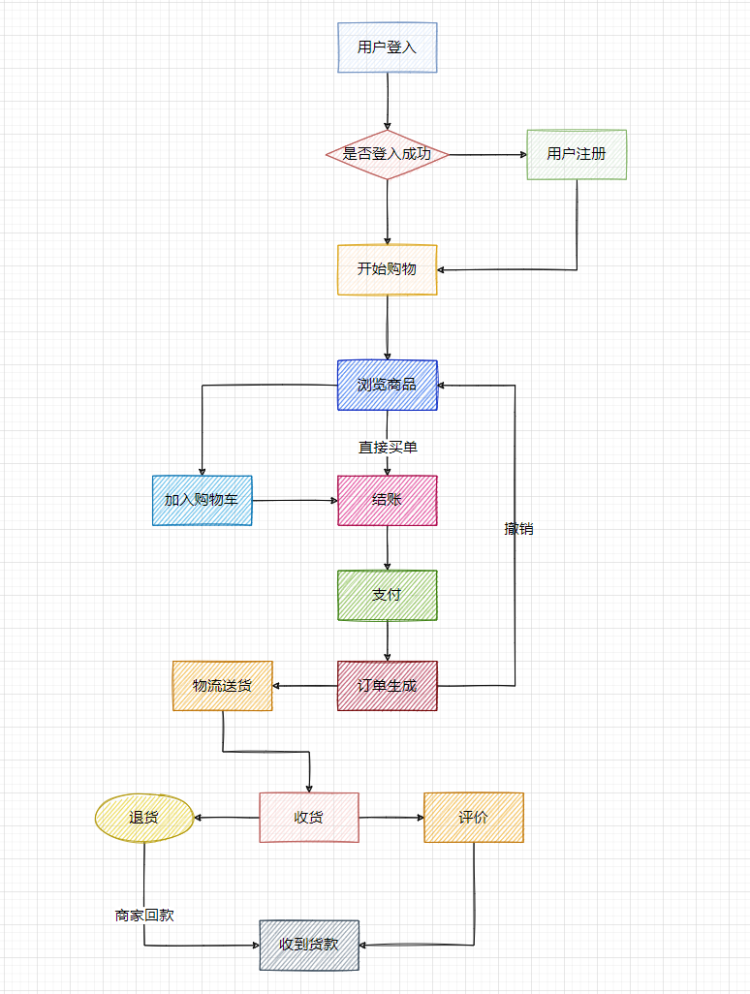 用户登入
是否登入成功
用户注册
开始购物
浏览商品
直接买单
加入购物车
结账
撤销
支付
物流送货
订单生成
退货
收货
评价
商家回款
收到货款